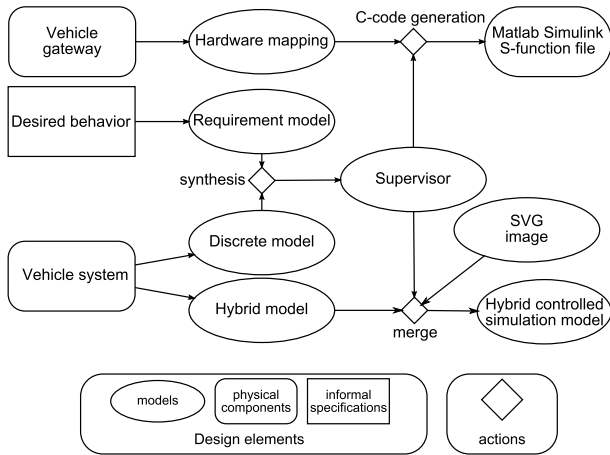 C-code generation
Vehicle
gateway
Hardware mapping
Matlab Simulink
S-function file
Desired behavior
Requirement model
synthesis
Supervisor
SVG
image
Discrete model
Vehicle system
Hybrid model
merge
Hybrid controlled
simulation model
models
physical
components
informal
specifications
Design elements
actions